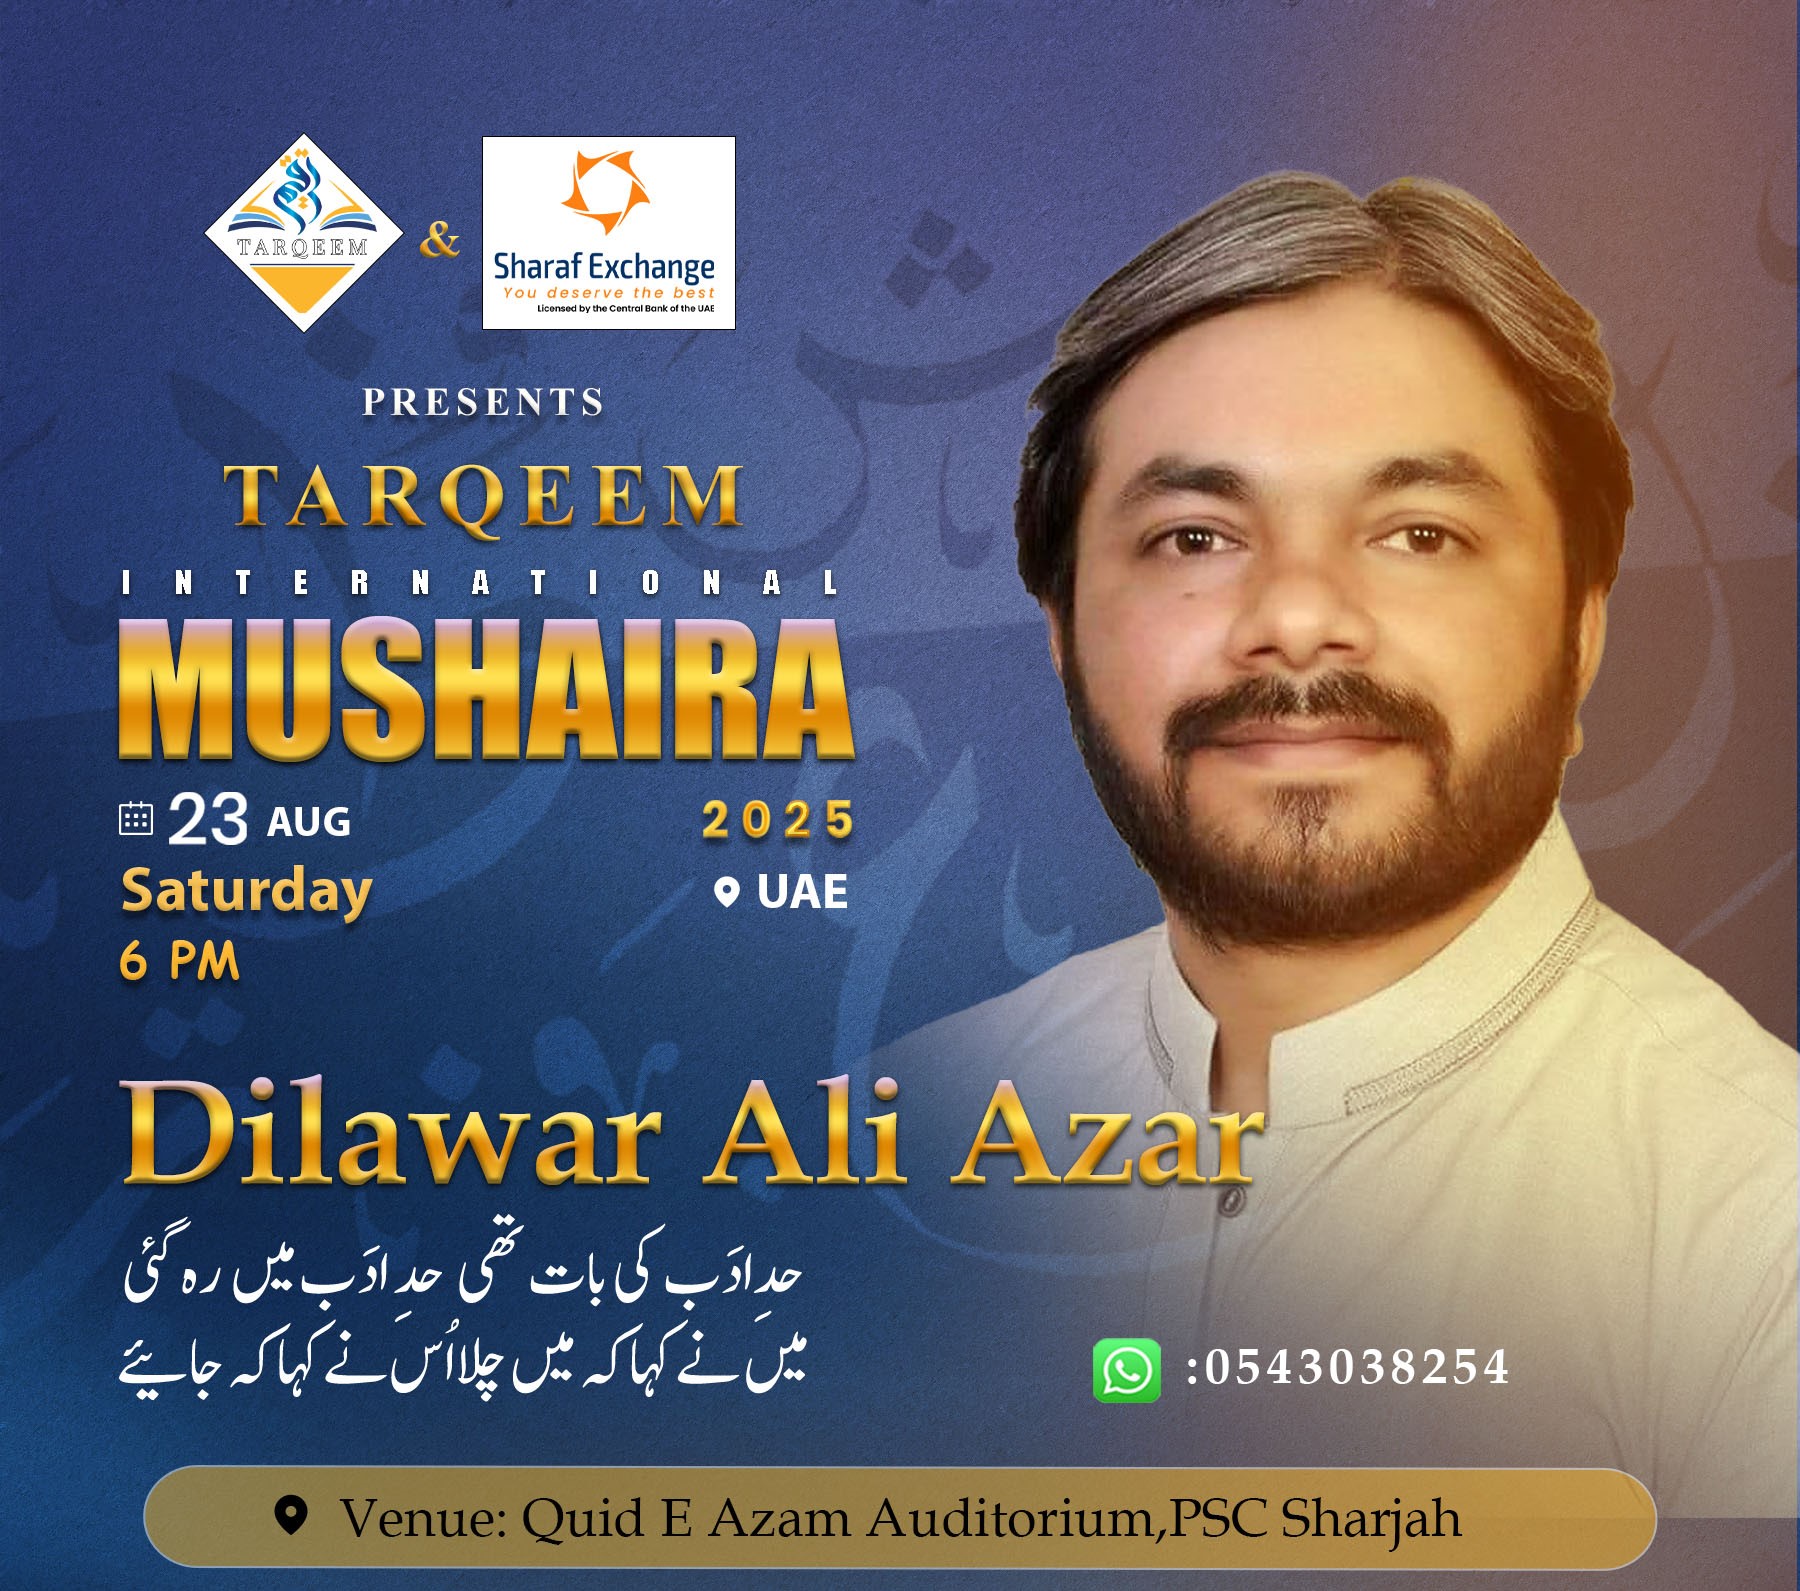 TARQEEM
&
Sharaf Exchange
You deserve the best
Licensed by the Central Bank of the UAE
PRESENTS
TARQEEM
INTERNATIONAL
MUSHAIRA
23 AUG
2025
Saturday
UAE
6 PM
Dilawar Ali Azar
حدِ ادَب کی بات تھی حدِ ادَب میں رہ گئی
میں نے کہا کہ میں چلا اُس نے کہا کہ جایئے
:0543038254
Venue: Quid E Azam Auditorium,PSC Sharjah